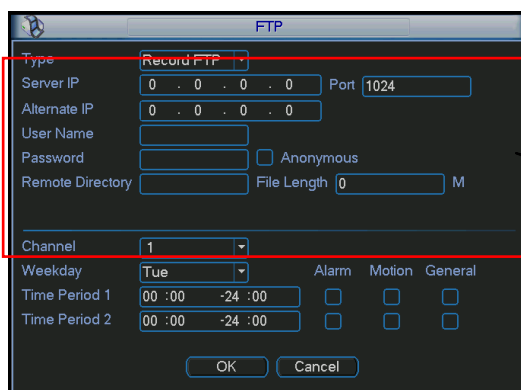 FTP
Type Record FTP
Server IP 0 . 0 . 0 . 0 Port 1024
Alternate IP 0 . 0 . 0 . 0
User Name
Password Anonymous
Remote Directory File Length 0 M
Channel 1
Weekday Tue Alarm Motion General
Time Period 1 00 :00 -24 :00
Time Period 2 00 :00 -24 :00
OK Cancel